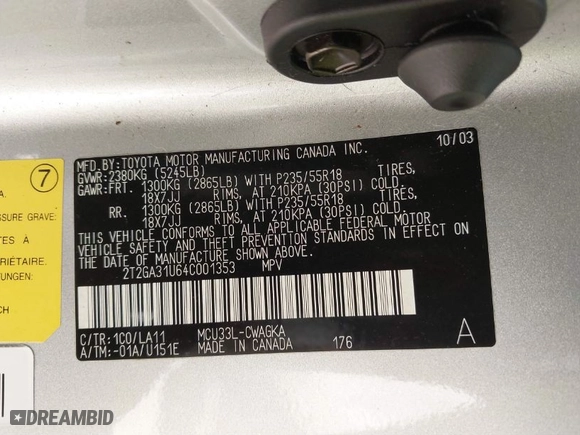 MFD.BY: TOYOTA MOTOR MANUFACTURING CANADA INC. 10/03
GVWR: 2380KG (5245LB)
GAWR: FRT. 1300KG (2865LB) WITH P235/55R18 TIRES,
18X7JJ RIMS, AT 210KPA (30PSI) COLD.
RR. 1300KG (2865LB) WITH P235/55R18 TIRES,
18X7JJ RIMS, AT 210KPA (30PSI) COLD.
THIS VEHICLE CONFORMS TO ALL APPLICABLE FEDERAL MOTOR
VEHICLE SAFETY AND THEFT PREVENTION STANDARDS IN EFFECT ON
THE DATE OF MANUFACTURE SHOWN ABOVE.
2T2GA31U64C001353 MPV
C/TR: 1C0/LA11 MCU33L-CWAGKA
A/TM: -01A/U151E MADE IN CANADA 176 A
7
A.
SSURE GRAVE:
TES À
PRIÉTAIRE.
TUNGEN:
CH
DREAMBID